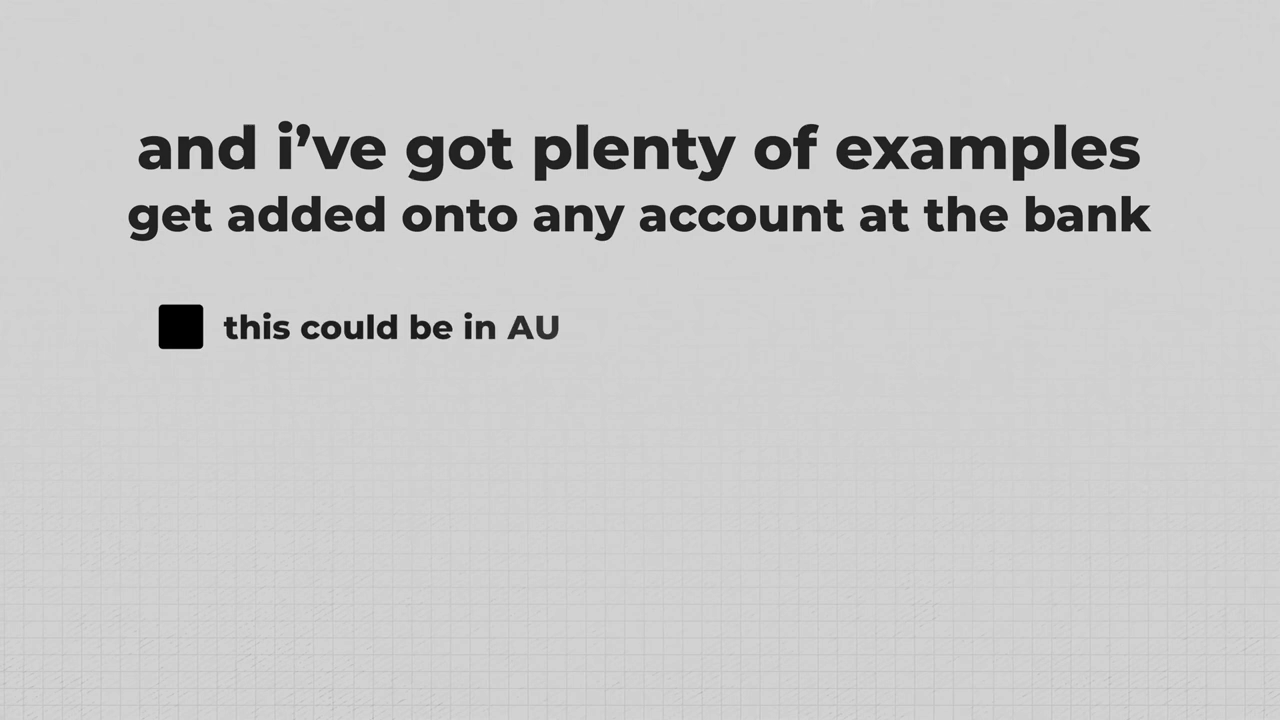 and i’ve got plenty of examples
get added onto any account at the bank
this could be in AU